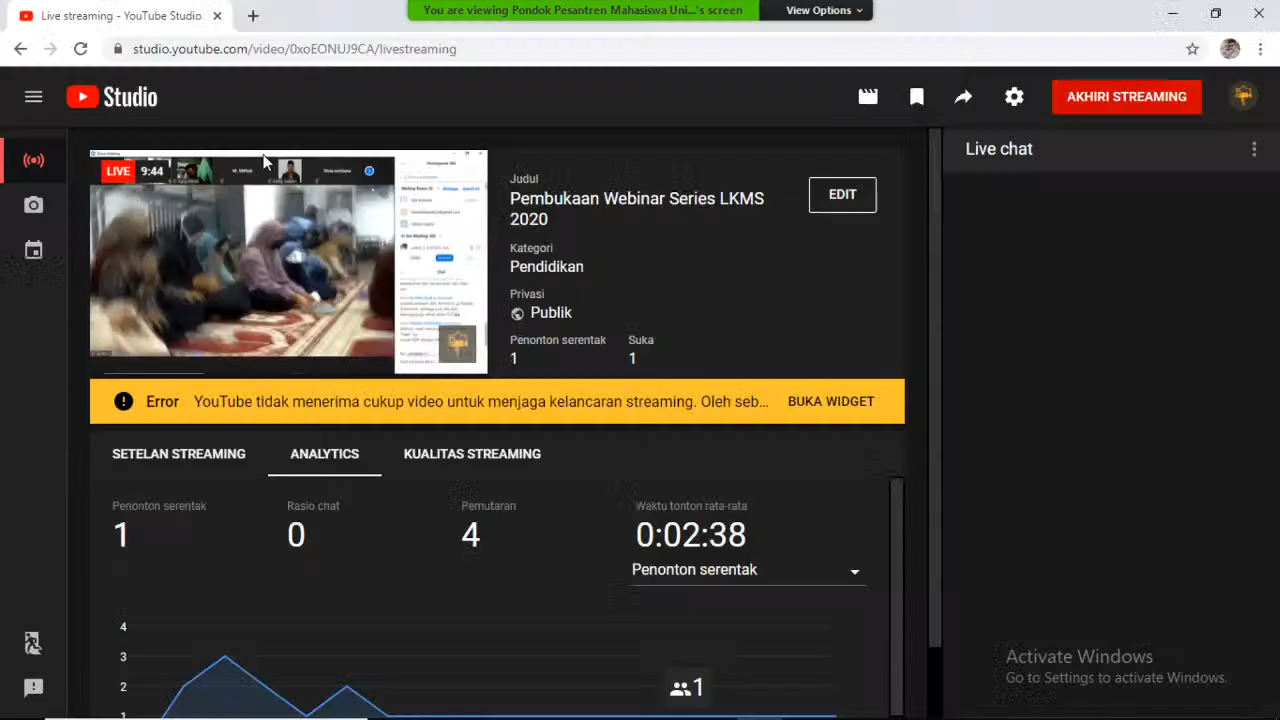 Live streaming - YouTube Studio
You are viewing Pondok Pesantren Mahasiswa Uni...'s screen
View Options
studio.youtube.com/video/0xoEONUJ9CA/livestreaming
Studio
AKHIRI STREAMING
LIVE 9:44
Judul
Pembukaan Webinar Series LKMS
2020
EDIT
Kategori
Pendidikan
Privasi
Publik
Penonton serentak
Suka
1
1
Error YouTube tidak menerima cukup video untuk menjaga kelancaran streaming. Oleh seb...
BUKA WIDGET
SETELAN STREAMING
ANALYTICS
KUALITAS STREAMING
Penonton serentak
Rasio chat
Pemutaran
Waktu tonton rata-rata
1
0
4
0:02:38
Penonton serentak
4
3
2
1
1
Live chat
Activate Windows
Go to Settings to activate Windows.